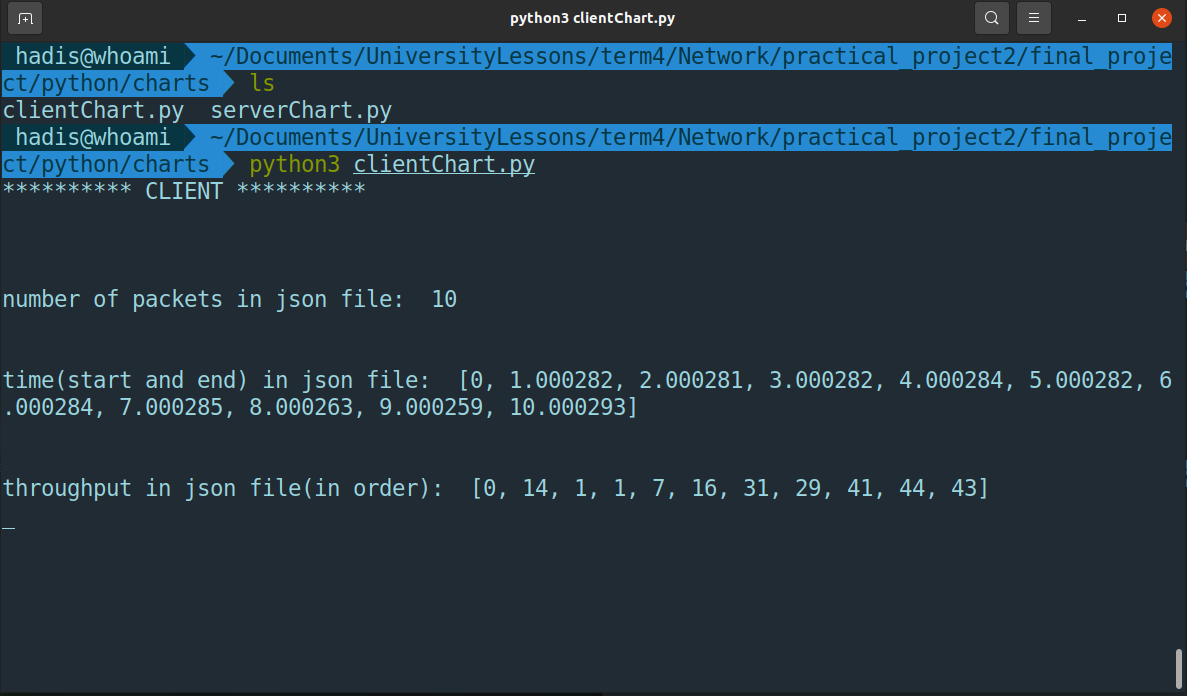 python3 clientChart.py
hadis@whoami ~/Documents/UniversityLessons/term4/Network/practical_project2/final_proje
ct/python/charts ls
clientChart.py serverChart.py
hadis@whoami ~/Documents/UniversityLessons/term4/Network/practical_project2/final_proje
ct/python/charts python3 clientChart.py
********** CLIENT **********
number of packets in json file:  10
time(start and end) in json file:  [0, 1.000282, 2.000281, 3.000282, 4.000284, 5.000282, 6
.000284, 7.000285, 8.000263, 9.000259, 10.000293]
throughput in json file(in order):  [0, 14, 1, 1, 7, 16, 31, 29, 41, 44, 43]